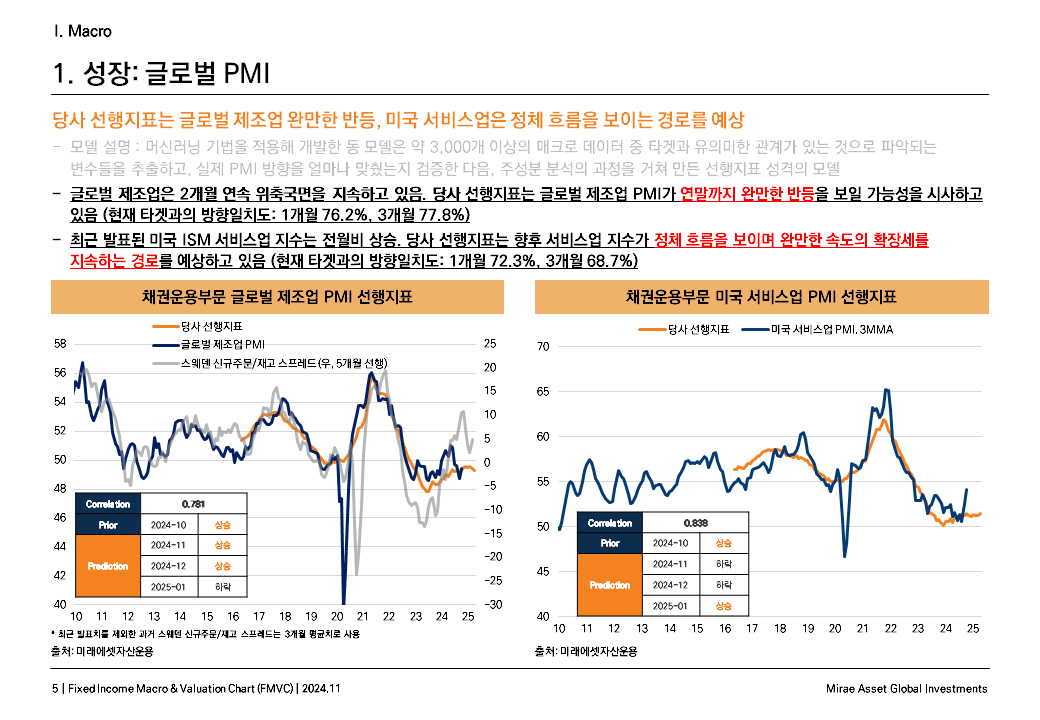 I. Macro
1. 성장: 글로벌 PMI
당사 선행지표는 글로벌 제조업 완만한 반등, 미국 서비스업은 정체 흐름을 보이는 경로를 예상
– 모델 설명 : 머신러닝 기법을 적용해 개발한 동 모델은 약 3,000개 이상의 매크로 데이터 중 타겟과 유의미한 관계가 있는 것으로 파악되는
변수들을 추출하고, 실제 PMI 방향을 얼마나 맞췄는지 검증한 다음, 주성분 분석의 과정을 거쳐 만든 선행지표 성격의 모델
– 글로벌 제조업은 2개월 연속 위축국면을 지속하고 있음. 당사 선행지표는 글로벌 제조업 PMI가 연말까지 완만한 반등을 보일 가능성을 시사하고
있음 (현재 타겟과의 방향일치도: 1개월 76.2%, 3개월 77.8%)
– 최근 발표된 미국 ISM 서비스업 지수는 전월비 상승. 당사 선행지표는 향후 서비스업 지수가 정체 흐름을 보이며 완만한 속도의 확장세를
지속하는 경로를 예상하고 있음 (현재 타겟과의 방향일치도: 1개월 72.3%, 3개월 68.7%)
채권운용부문 글로벌 제조업 PMI 선행지표
당사 선행지표
글로벌 제조업 PMI
스웨덴 신규주문/재고 스프레드(우, 5개월 선행)
58
56
54
52
50
48
46
44
42
40
25
20
15
10
5
0
-5
-10
-15
-20
-25
-30
Correlation 0.781
Prior 2024-10 상승
Prediction 2024-11 상승
2024-12 상승
2025-01 하락
10 11 12 13 14 15 16 17 18 19 20 21 22 23 24 25
* 최근 발표치를 제외한 과거 스웨덴 신규주문/재고 스프레드는 3개월 평균치로 사용
출처: 미래에셋자산운용
채권운용부문 미국 서비스업 PMI 선행지표
당사 선행지표 미국 서비스업 PMI, 3MMA
70
65
60
55
50
45
40
Correlation 0.838
Prior 2024-10 상승
Prediction 2024-11 하락
2024-12 하락
2025-01 상승
10 11 12 13 14 15 16 17 18 19 20 21 22 23 24 25
출처: 미래에셋자산운용
5 | Fixed Income Macro & Valuation Chart (FMVC) | 2024.11
Mirae Asset Global Investments